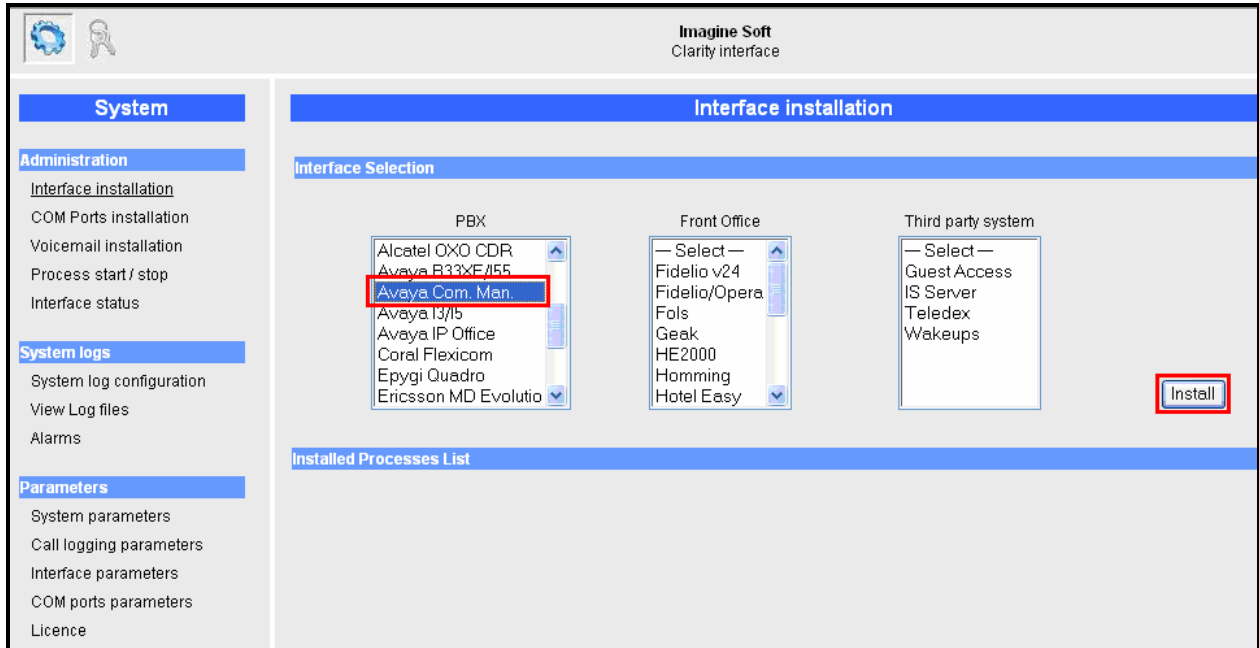 Imagine Soft
Clarity interface
System
Administration
Interface installation
COM Ports installation
Voicemail installation
Process start / stop
Interface status
System logs
System log configuration
View Log files
Alarms
Parameters
System parameters
Call logging parameters
Interface parameters
COM ports parameters
Licence
Interface installation
Interface Selection
PBX
Alcatel OXO CDR
Avaya B33XE/I55
Avaya Com. Man.
Avaya I3/I5
Avaya IP Office
Coral Flexicom
Epygi Quadro
Ericsson MD Evolutio
Front Office
— Select —
Fidelio v24
Fidelio/Opera
Fols
Geak
HE2000
Homming
Hotel Easy
Third party system
— Select —
Guest Access
IS Server
Teledex
Wakeups
Install
Installed Processes List